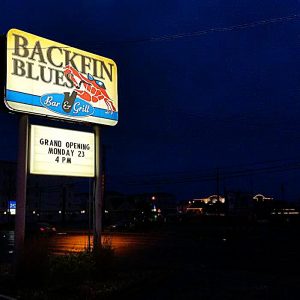 BACKFIN
BLUES
Bar & Grill
GRAND OPENING
MONDAY 23
4 PM